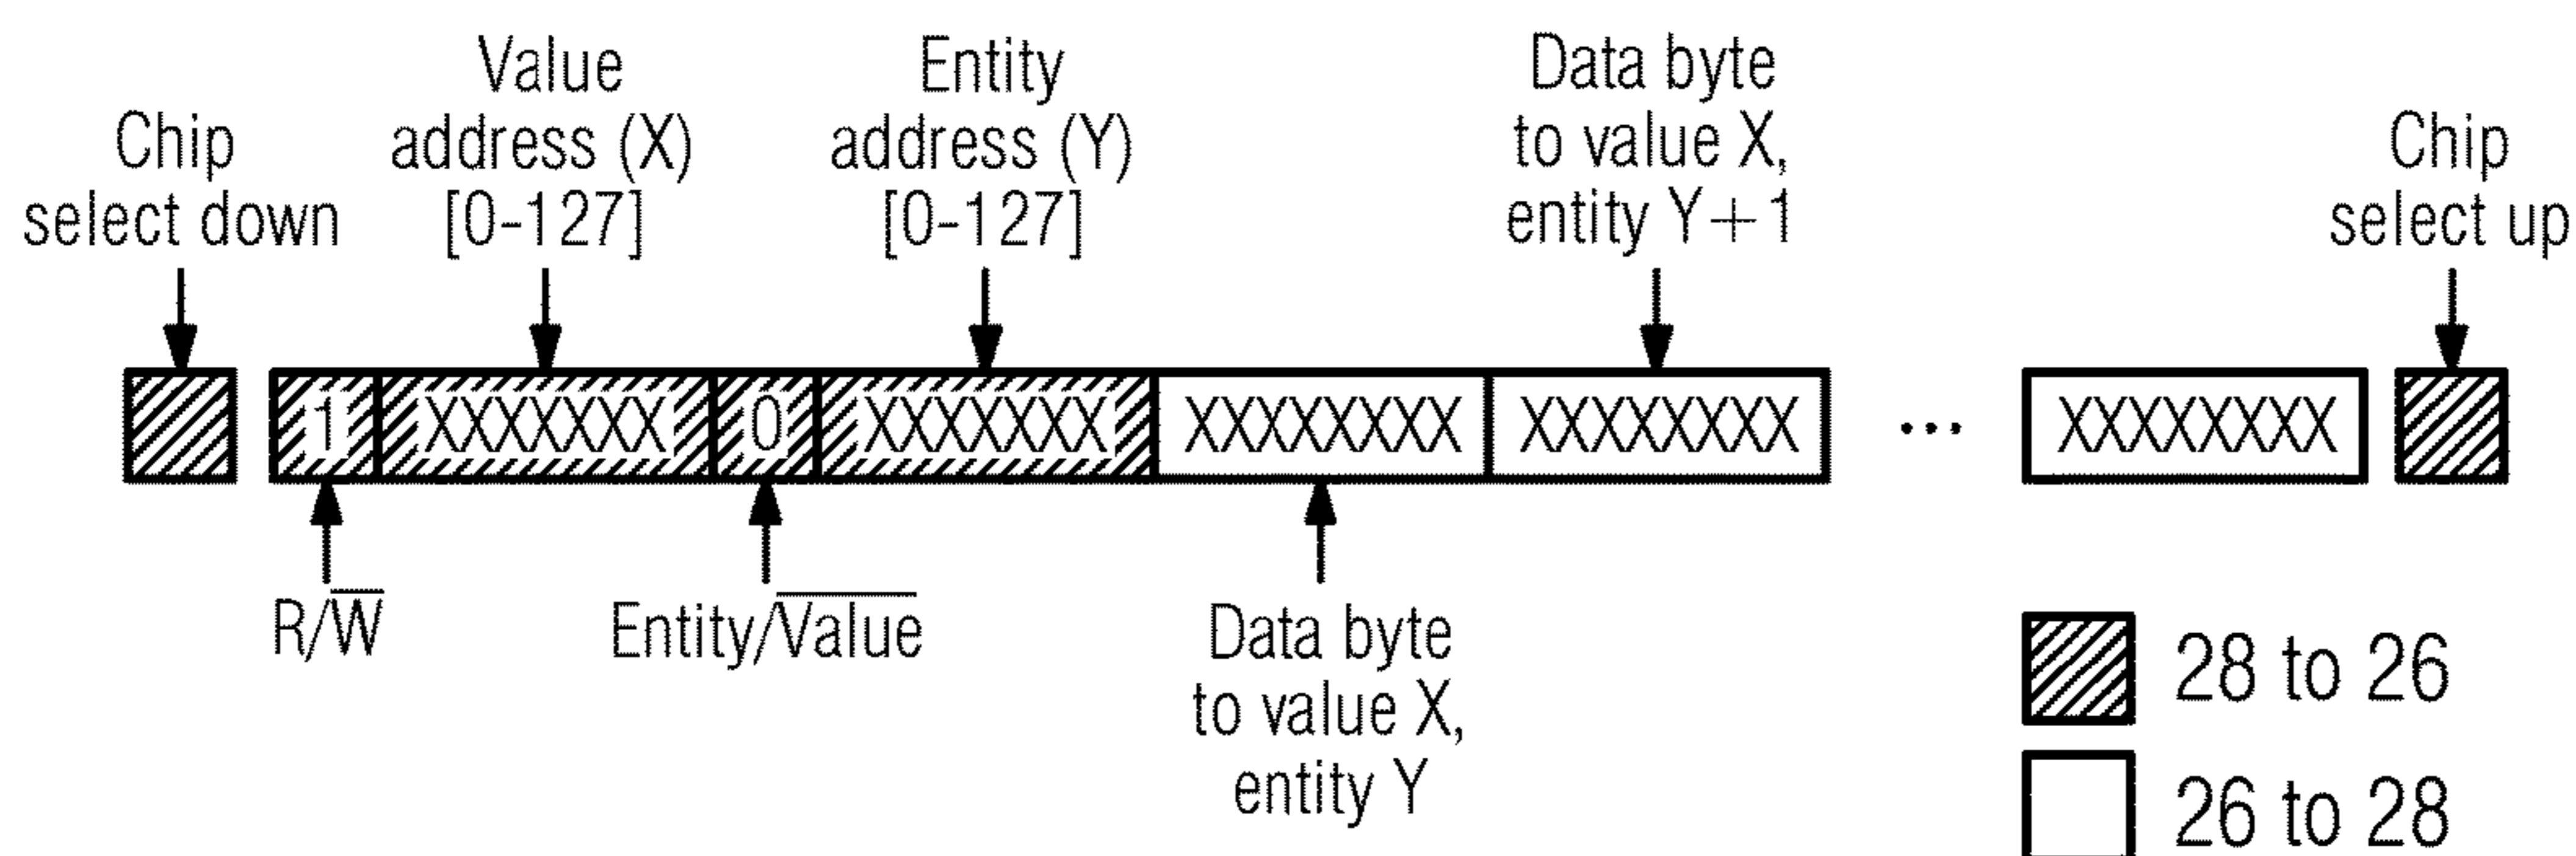 Chip
select down
Value
address (X)
[0-127]
Entity
address (Y)
[0-127]
Data byte
to value X,
entity Y+1
Chip
select up
1
XXXXXXX
0
XXXXXXX
XXXXXXXX
XXXXXXXX
...
XXXXXXXX
R/W̅
Entity/V̅a̅l̅u̅e̅
Data byte
to value X,
entity Y
28 to 26
26 to 28